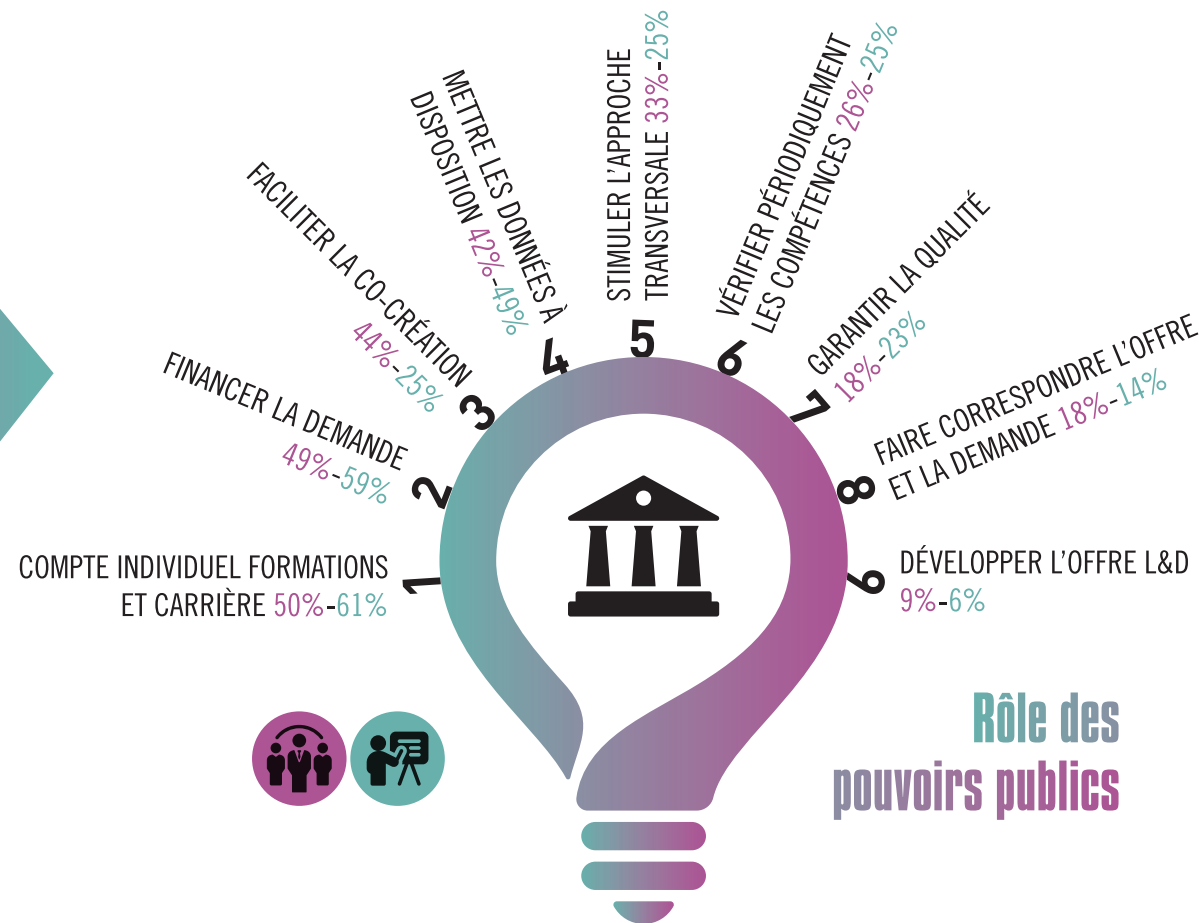 1
COMPTE INDIVIDUEL FORMATIONS
ET CARRIÈRE 50%-61%
2
FINANCER LA DEMANDE
49%-59%
3
FACILITER LA CO-CRÉATION
44%-25%
4
METTRE LES DONNÉES À
DISPOSITION 42%-49%
5
STIMULER L'APPROCHE
TRANSVERSALE 33%-25%
6
VÉRIFIER PÉRIODIQUEMENT
LES COMPÉTENCES 26%-25%
7
GARANTIR LA QUALITÉ
18%-23%
8
FAIRE CORRESPONDRE L'OFFRE
ET LA DEMANDE 18%-14%
9
DÉVELOPPER L'OFFRE L&D
9%-6%
Rôle des
pouvoirs publics